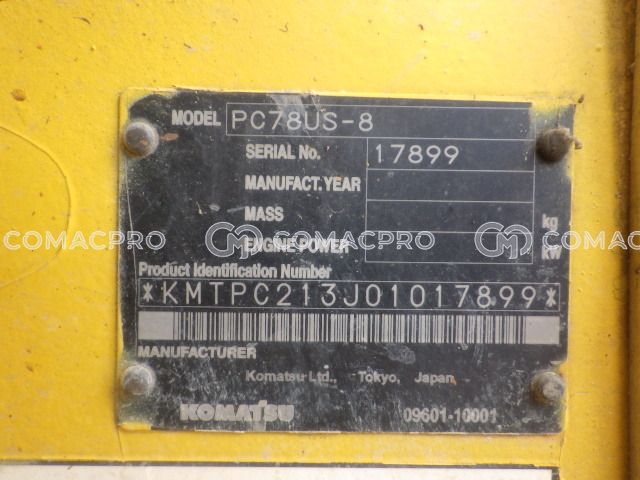 MODEL PC78US-8
SERIAL No. 17899
MANUFACT.YEAR
MASS kg
COMACPRO COMACPRO COMACPRO
ENGINE POWER kW
Product Identification Number
*KMTPC213J01017899*
MANUFACTURER
Komatsu Ltd., Tokyo, Japan
KOMATSU 09601-10001